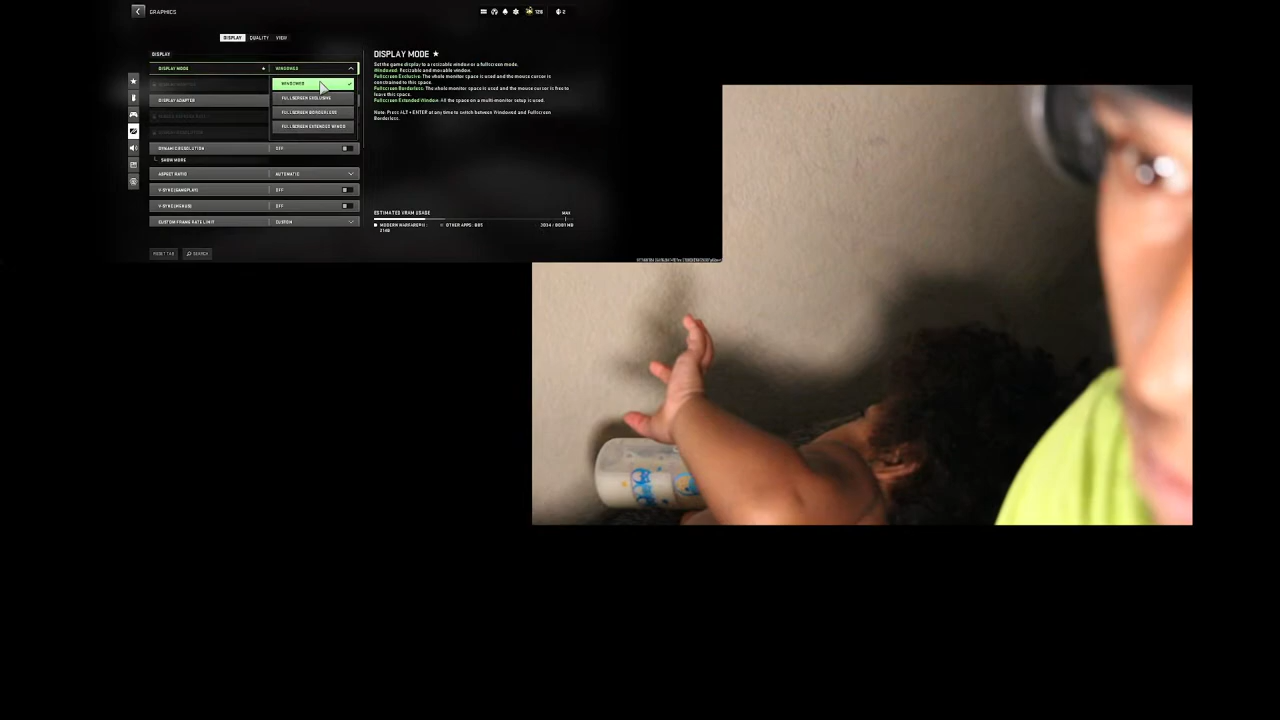 GRAPHICS
128
2
DISPLAY QUALITY VIEW
DISPLAY
DISPLAY MODE WINDOWED
WINDOWED
DISPLAY ADAPTER
FULLSCREEN EXCLUSIVE
FULLSCREEN BORDERLESS
FULLSCREEN EXTENDED WINDO
DYNAMIC RESOLUTION OFF
SHOW MORE
ASPECT RATIO AUTOMATIC
V-SYNC (GAMEPLAY) OFF
V-SYNC (MENUS) OFF
CUSTOM FRAME RATE LIMIT CUSTOM
RESET TAB SEARCH
DISPLAY MODE
Set the game display to a resizable window or a fullscreen mode.
Windowed: Resizable and movable window.
Fullscreen Exclusive: The whole monitor space is used and the mouse cursor is
constrained to this space.
Fullscreen Borderless: The whole monitor space is used and the mouse cursor is free to
leave this space.
Fullscreen Extended Window: All the space on a multi-monitor setup is used.
Note: Press ALT + ENTER at any time to switch between Windowed and Fullscreen
Borderless.
ESTIMATED VRAM USAGE MAX
MODERN WARFARE OTHER APPS: